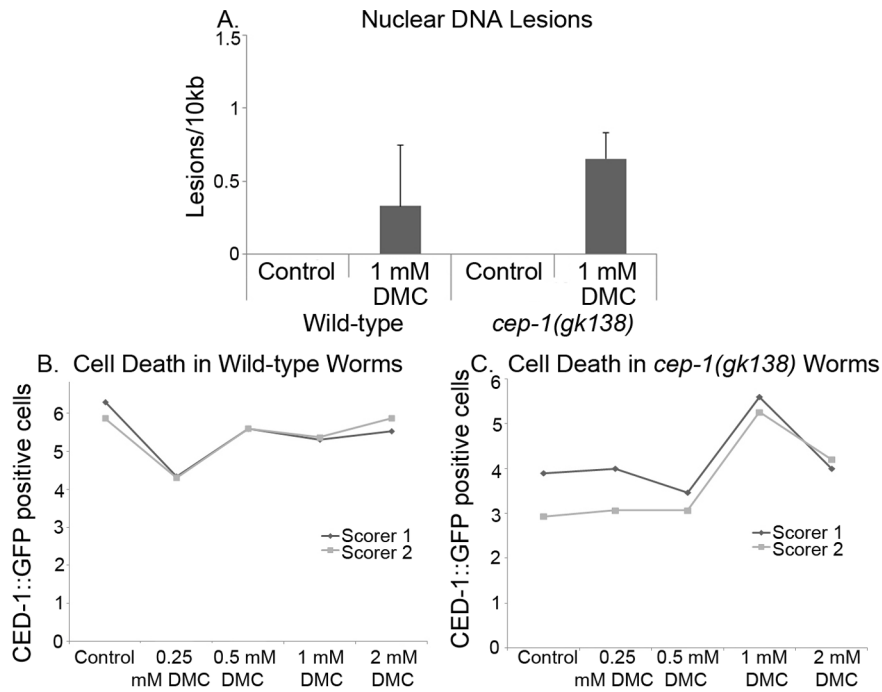 A. Nuclear DNA Lesions
Lesions/10kb
1.5
1
0.5
0
Control
1 mM
DMC
Control
1 mM
DMC
Wild-type
cep-1(gk138)
B. Cell Death in Wild-type Worms
CED-1::GFP positive cells
6
5
4
3
2
1
0
Scorer 1
Scorer 2
Control
0.25
mM DMC
0.5 mM
DMC
1 mM
DMC
2 mM
DMC
C. Cell Death in cep-1(gk138) Worms
CED-1::GFP positive cells
6
5
4
3
2
1
0
Scorer 1
Scorer 2
Control
0.25
mM DMC
0.5 mM
DMC
1 mM
DMC
2 mM
DMC